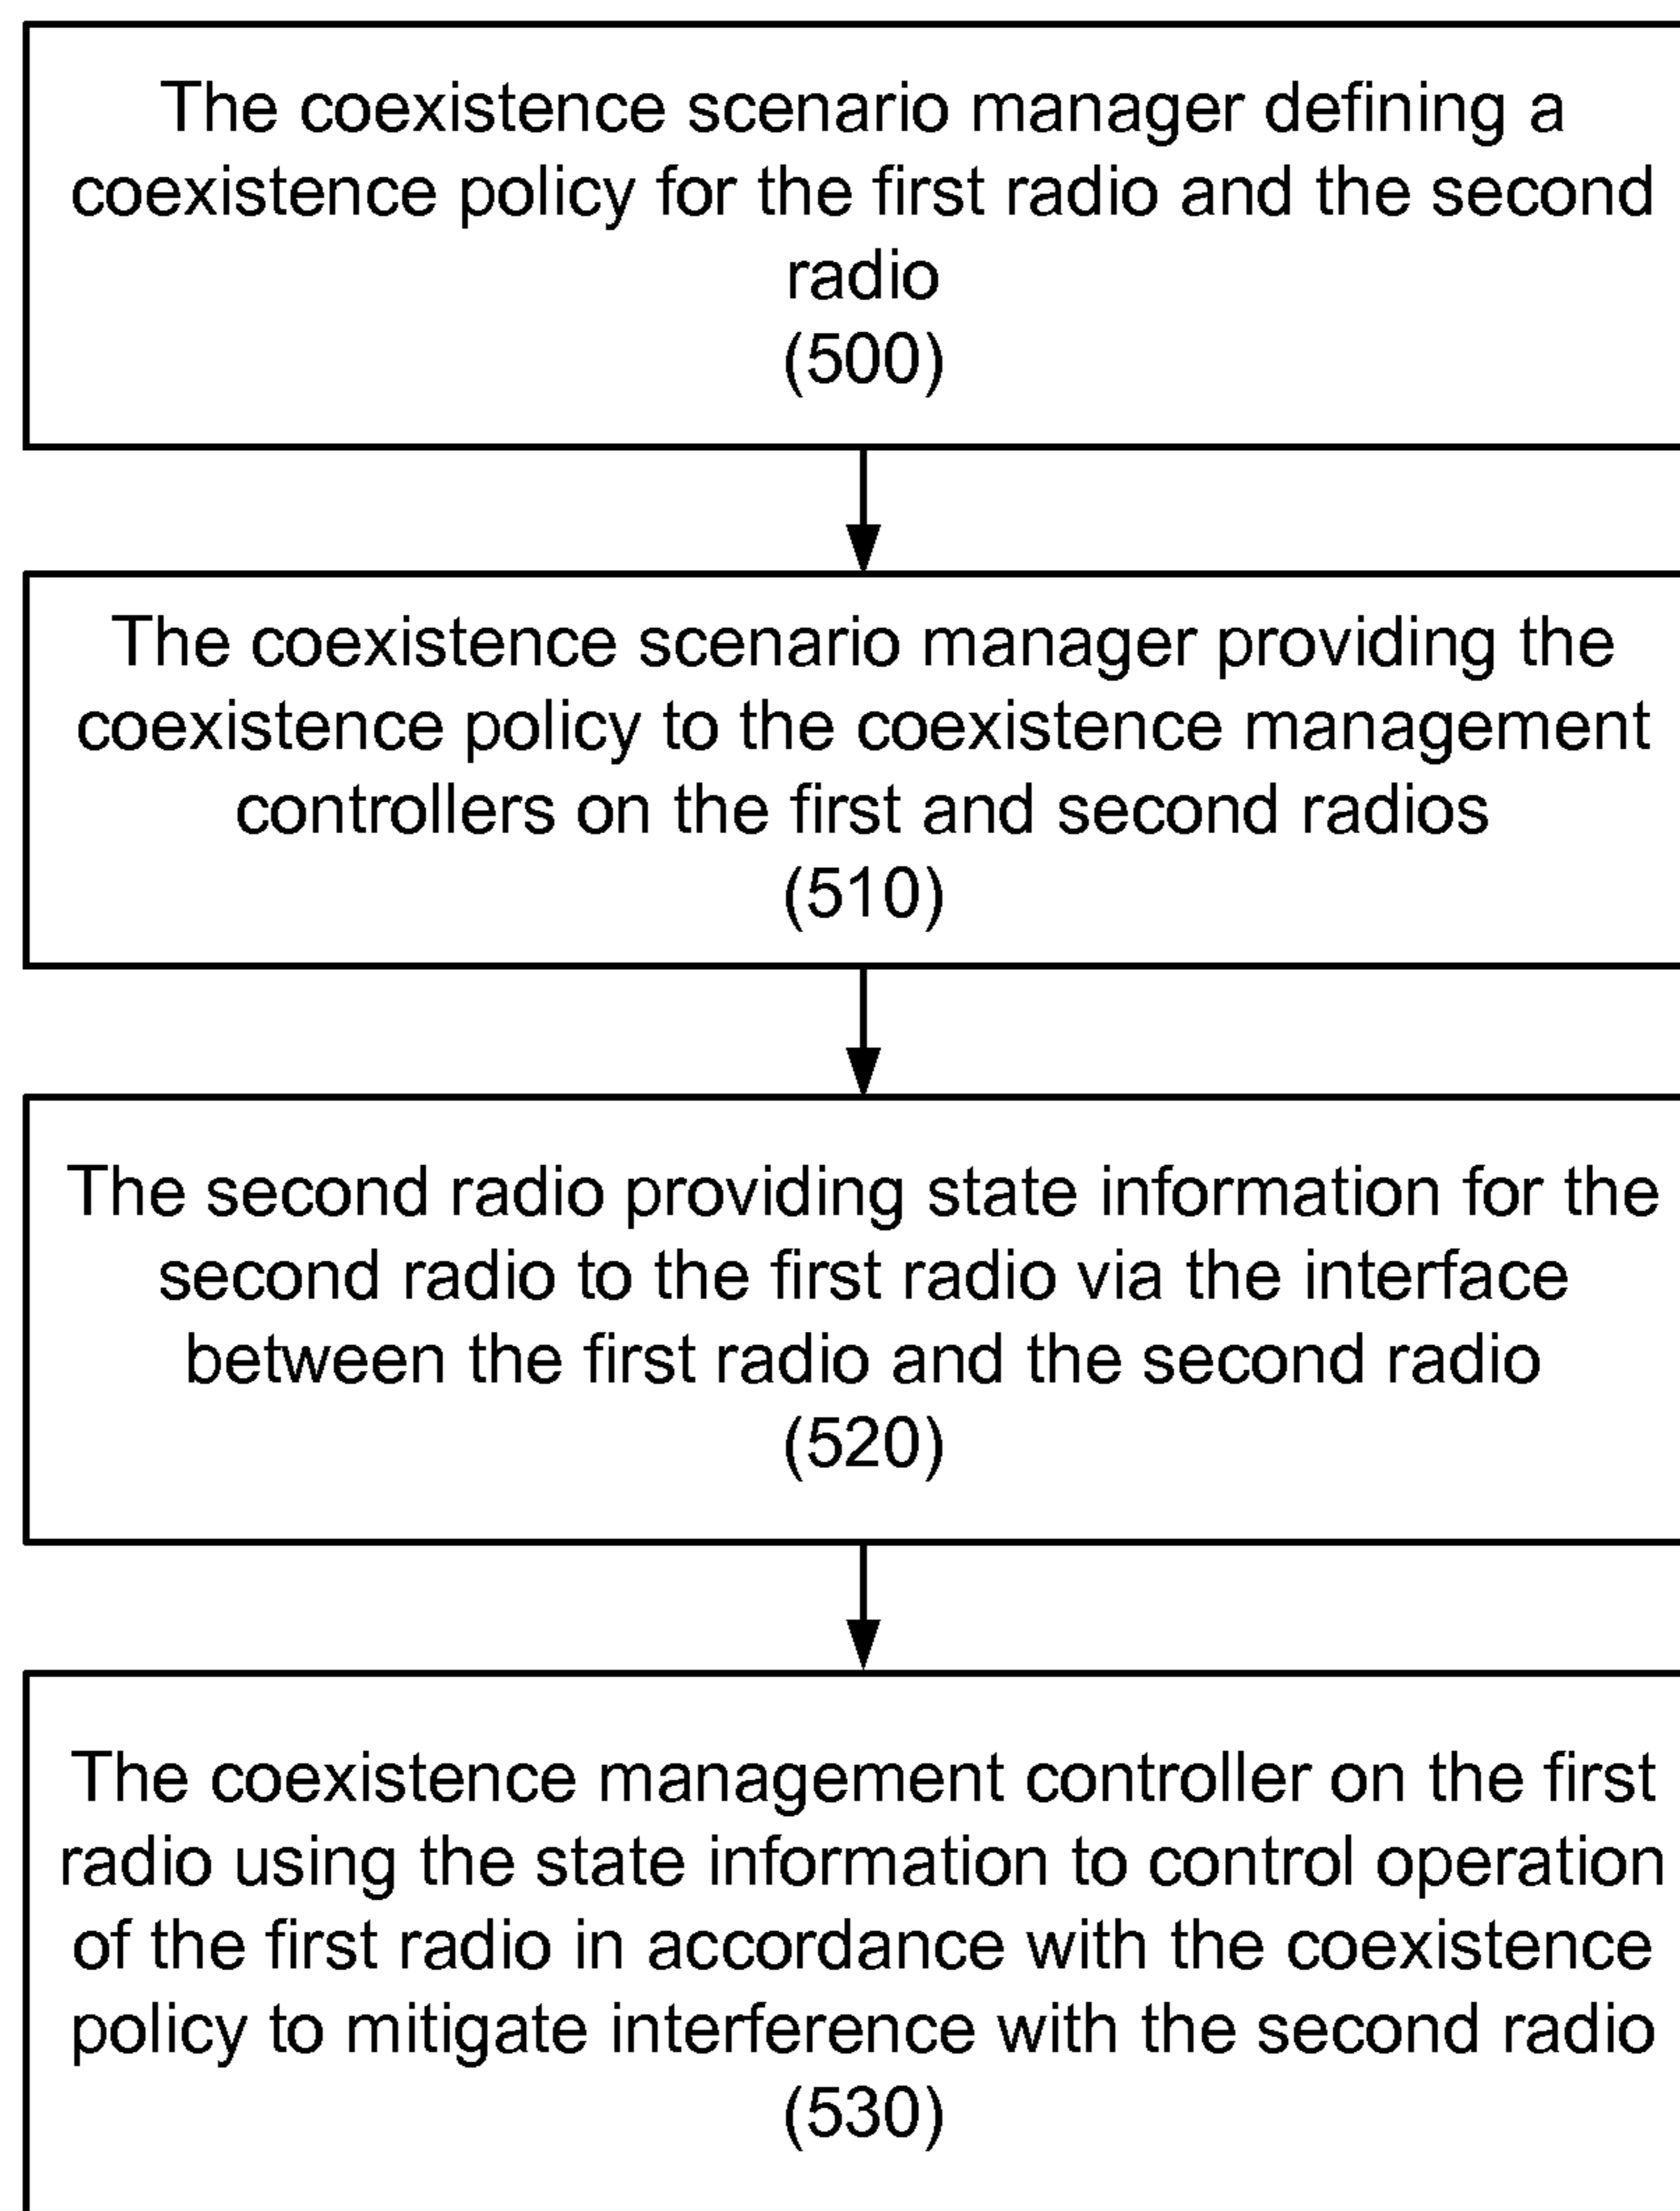 The coexistence scenario manager defining a
coexistence policy for the first radio and the second
radio
(500)
The coexistence scenario manager providing the
coexistence policy to the coexistence management
controllers on the first and second radios
(510)
The second radio providing state information for the
second radio to the first radio via the interface
between the first radio and the second radio
(520)
The coexistence management controller on the first
radio using the state information to control operation
of the first radio in accordance with the coexistence
policy to mitigate interference with the second radio
(530)